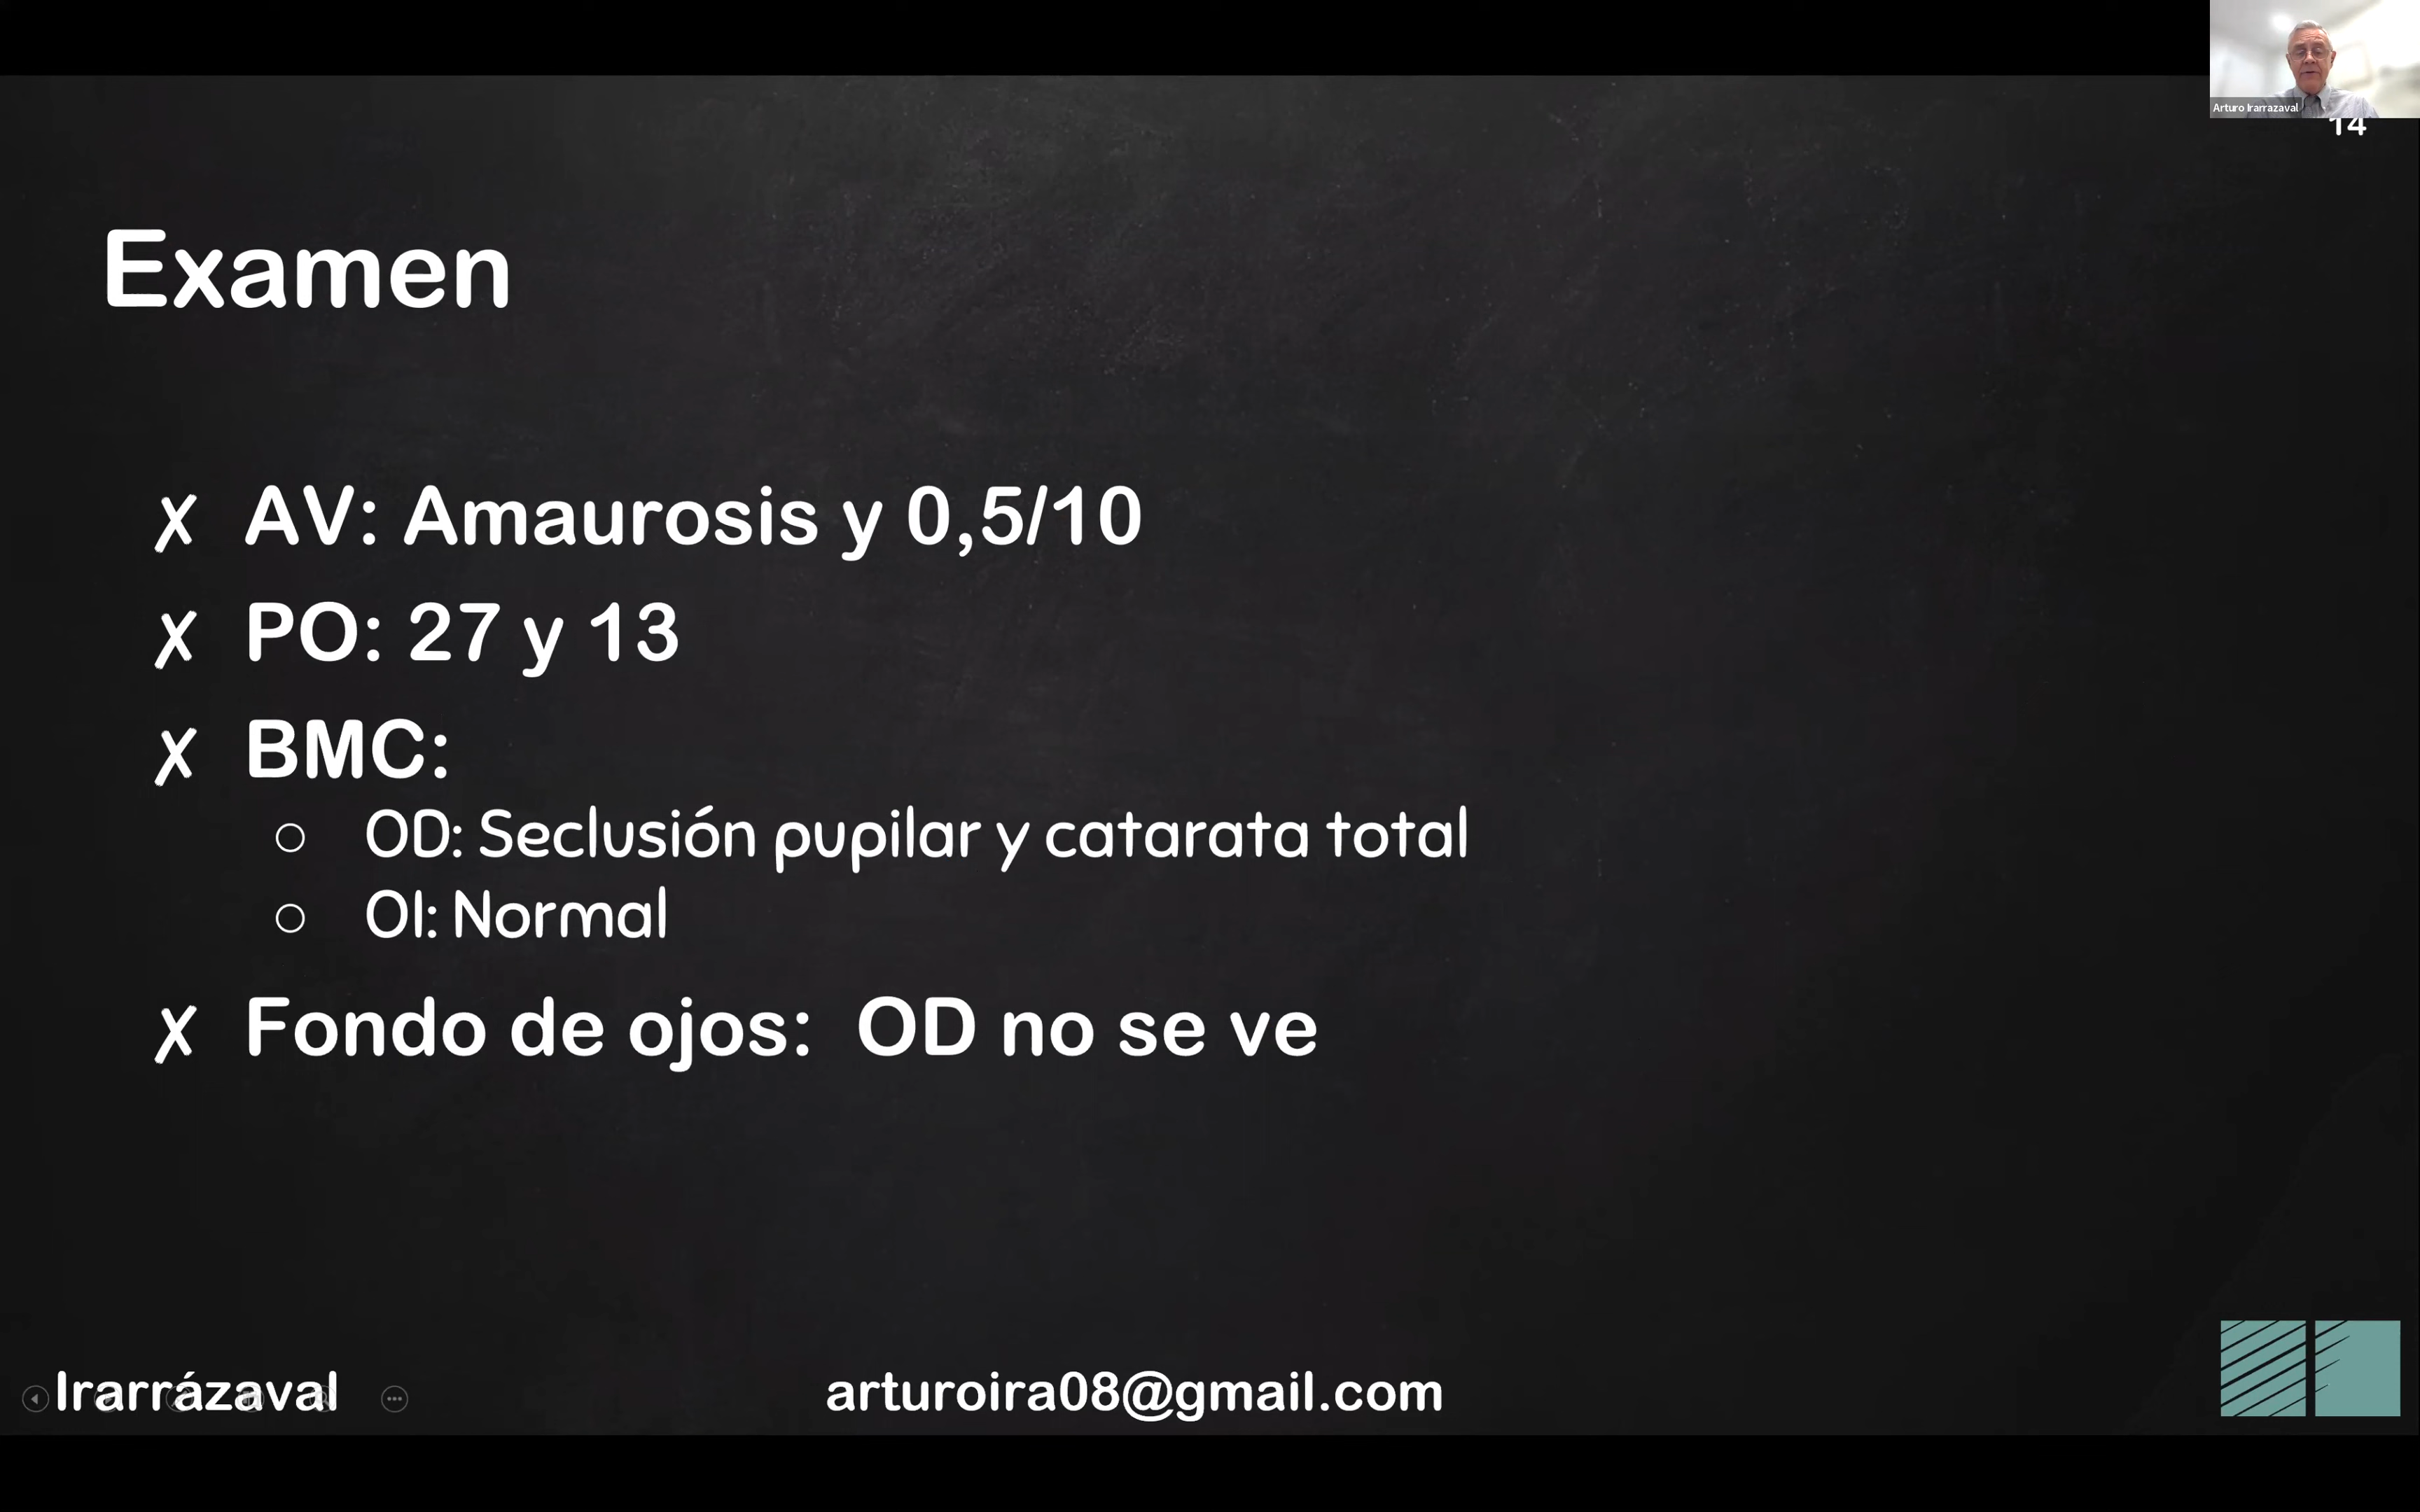 Arturo Irarrazaval
14
Examen
✗ AV: Amaurosis y 0,5/10
✗ PO: 27 y 13
✗ BMC:
○ OD: Seclusión pupilar y catarata total
○ OI: Normal
✗ Fondo de ojos: OD no se ve
Irarrázaval
arturoira08@gmail.com